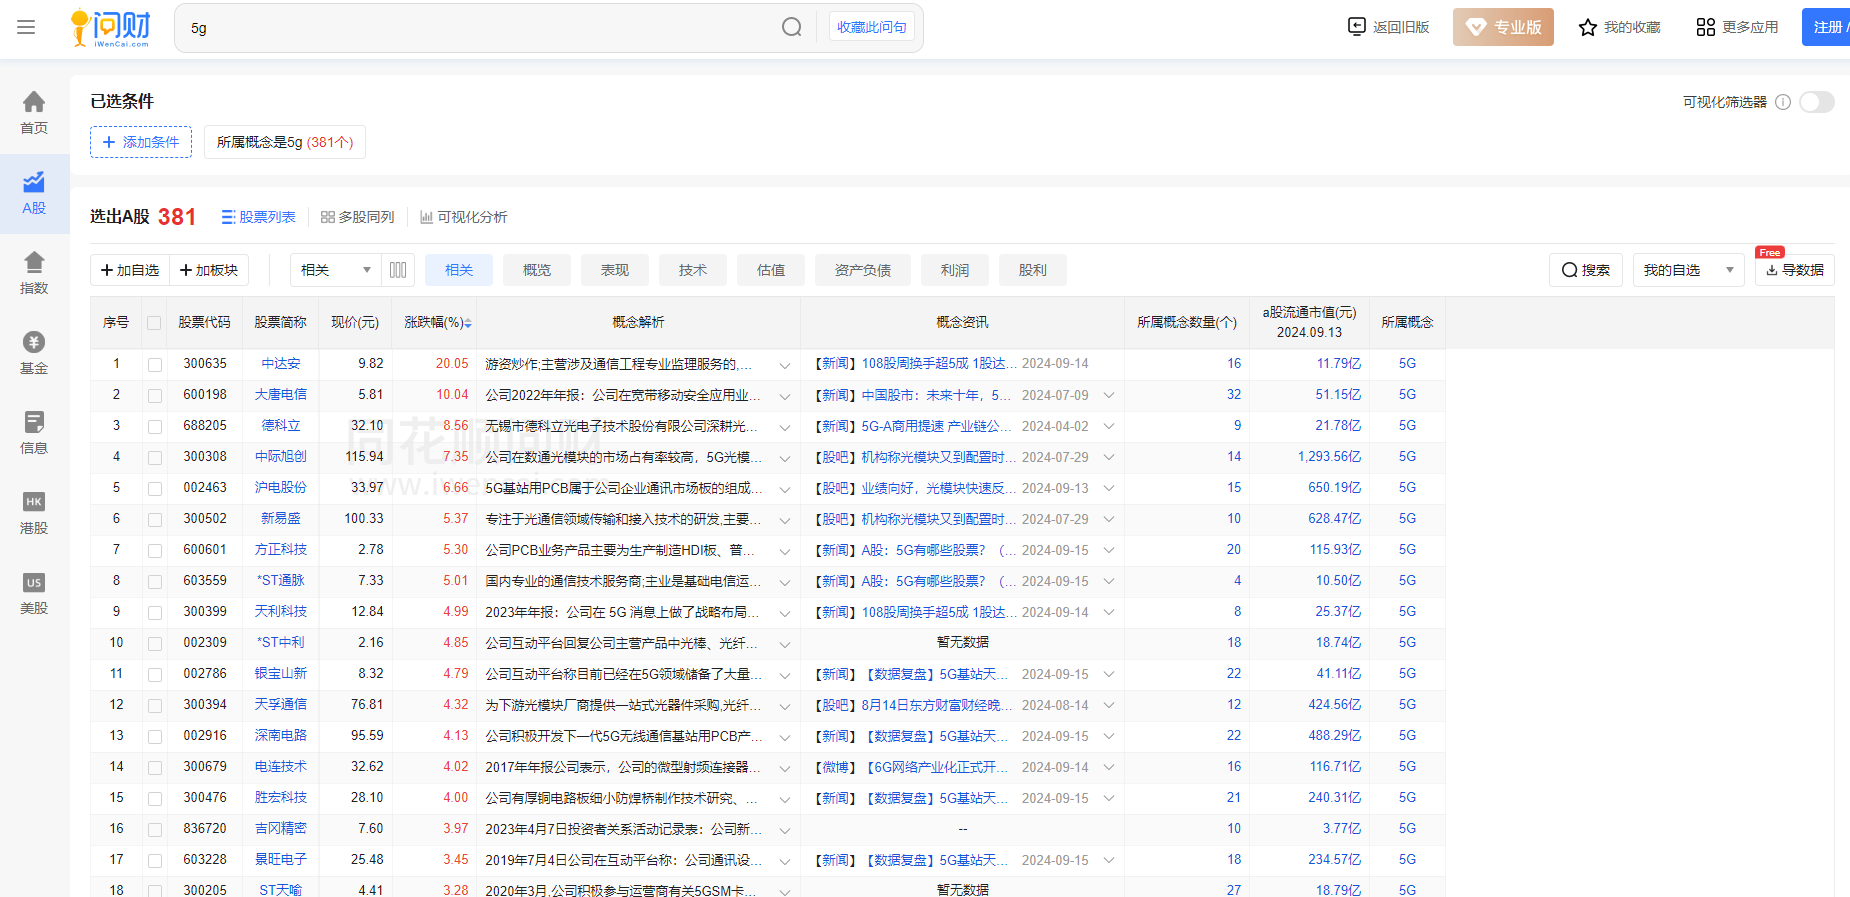 问财
iWenCai.com
5g
收藏此问句
返回旧版
专业版
我的收藏
更多应用
注册/
首页
A股
指数
基金
信息
HK
港股
US
美股
已选条件
可视化筛选器
+ 添加条件
所属概念是5g (381个)
选出A股 381
股票列表
多股同列
可视化分析
+加自选
+加板块
相关
相关
概览
表现
技术
估值
资产负债
利润
股利
搜索
我的自选
Free
导数据
序号 股票代码 股票简称 现价(元) 涨跌幅(%) 概念解析 概念资讯 所属概念数量(个) a股流通市值(元) 2024.09.13 所属概念
1 300635 中达安 9.82 20.05 游资炒作;主营涉及通信工程专业监理服务的,... 【新闻】108股周换手超5成 1股达... 2024-09-14 16 11.79亿 5G
2 600198 大唐电信 5.81 10.04 公司2022年年报：公司在宽带移动安全应用业... 【新闻】中国股市：未来十年，5... 2024-07-09 32 51.15亿 5G
3 688205 德科立 32.10 8.56 无锡市德科立光电子技术股份有限公司深耕光... 【新闻】5G-A商用提速 产业链公... 2024-04-02 9 21.78亿 5G
4 300308 中际旭创 115.94 7.35 公司在数通光模块的市场占有率较高，5G光模... 【股吧】机构称光模块又到配置时... 2024-07-29 14 1,293.56亿 5G
5 002463 沪电股份 33.97 6.66 5G基站用PCB属于公司企业通讯市场板的组成... 【股吧】业绩向好，光模块快速反... 2024-09-13 15 650.19亿 5G
6 300502 新易盛 100.33 5.37 专注于光通信领域传输和接入技术的研发,主要... 【股吧】机构称光模块又到配置时... 2024-07-29 10 628.47亿 5G
7 600601 方正科技 2.78 5.30 公司PCB业务产品主要为生产制造HDI板、普... 【新闻】A股：5G有哪些股票？（... 2024-09-15 20 115.93亿 5G
8 603559 *ST通脉 7.33 5.01 国内专业的通信技术服务商;主业是基础电信运... 【新闻】A股：5G有哪些股票？（... 2024-09-15 4 10.50亿 5G
9 300399 天利科技 12.84 4.99 2023年年报：公司在 5G 消息上做了战略布局... 【新闻】108股周换手超5成 1股达... 2024-09-14 8 25.37亿 5G
10 002309 *ST中利 2.16 4.85 公司互动平台回复公司主营产品中光棒、光纤... 暂无数据 18 18.74亿 5G
11 002786 银宝山新 8.32 4.79 公司互动平台称目前已经在5G领域储备了大量... 【新闻】【数据复盘】5G基站天... 2024-09-15 22 41.11亿 5G
12 300394 天孚通信 76.81 4.32 为下游光模块厂商提供一站式光器件采购,光纤... 【股吧】8月14日东方财富财经晚... 2024-08-14 12 424.56亿 5G
13 002916 深南电路 95.59 4.13 公司积极开发下一代5G无线通信基站用PCB产... 【新闻】【数据复盘】5G基站天... 2024-09-15 22 488.29亿 5G
14 300679 电连技术 32.62 4.02 2017年年报公司表示，公司的微型射频连接器... 【微博】【6G网络产业化正式开... 2024-09-14 16 116.71亿 5G
15 300476 胜宏科技 28.10 4.00 公司有厚铜电路板细小防焊桥制作技术研究、... 【新闻】【数据复盘】5G基站天... 2024-09-15 21 240.31亿 5G
16 836720 吉冈精密 7.60 3.97 2023年4月7日投资者关系活动记录表：公司新... -- 10 3.77亿 5G
17 603228 景旺电子 25.48 3.45 2019年7月4日公司在互动平台称：公司通讯设... 【新闻】【数据复盘】5G基站天... 2024-09-15 18 234.57亿 5G
18 300205 ST天喻 4.41 3.28 2020年3月,公司积极参与运营商有关5GSM卡... 暂无数据 27 18.79亿 5G
同花顺问财
www.iwencai.com